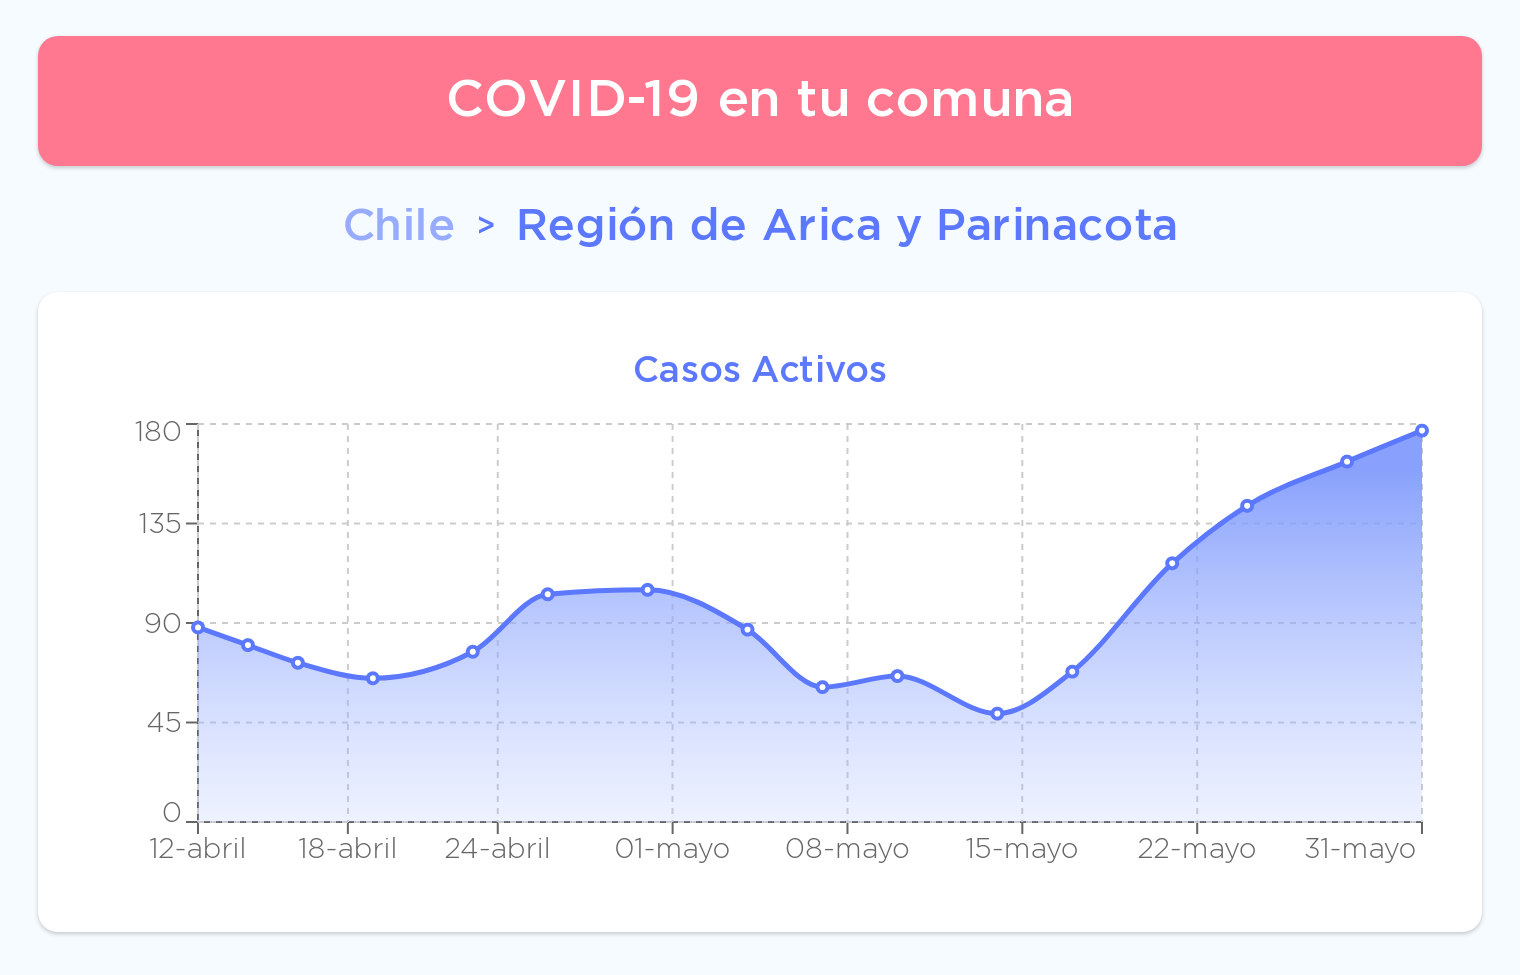 COVID-19 en tu comuna
Chile > Región de Arica y Parinacota
Casos Activos
180
135
90
45
0
12-abril 18-abril 24-abril 01-mayo 08-mayo 15-mayo 22-mayo 31-mayo